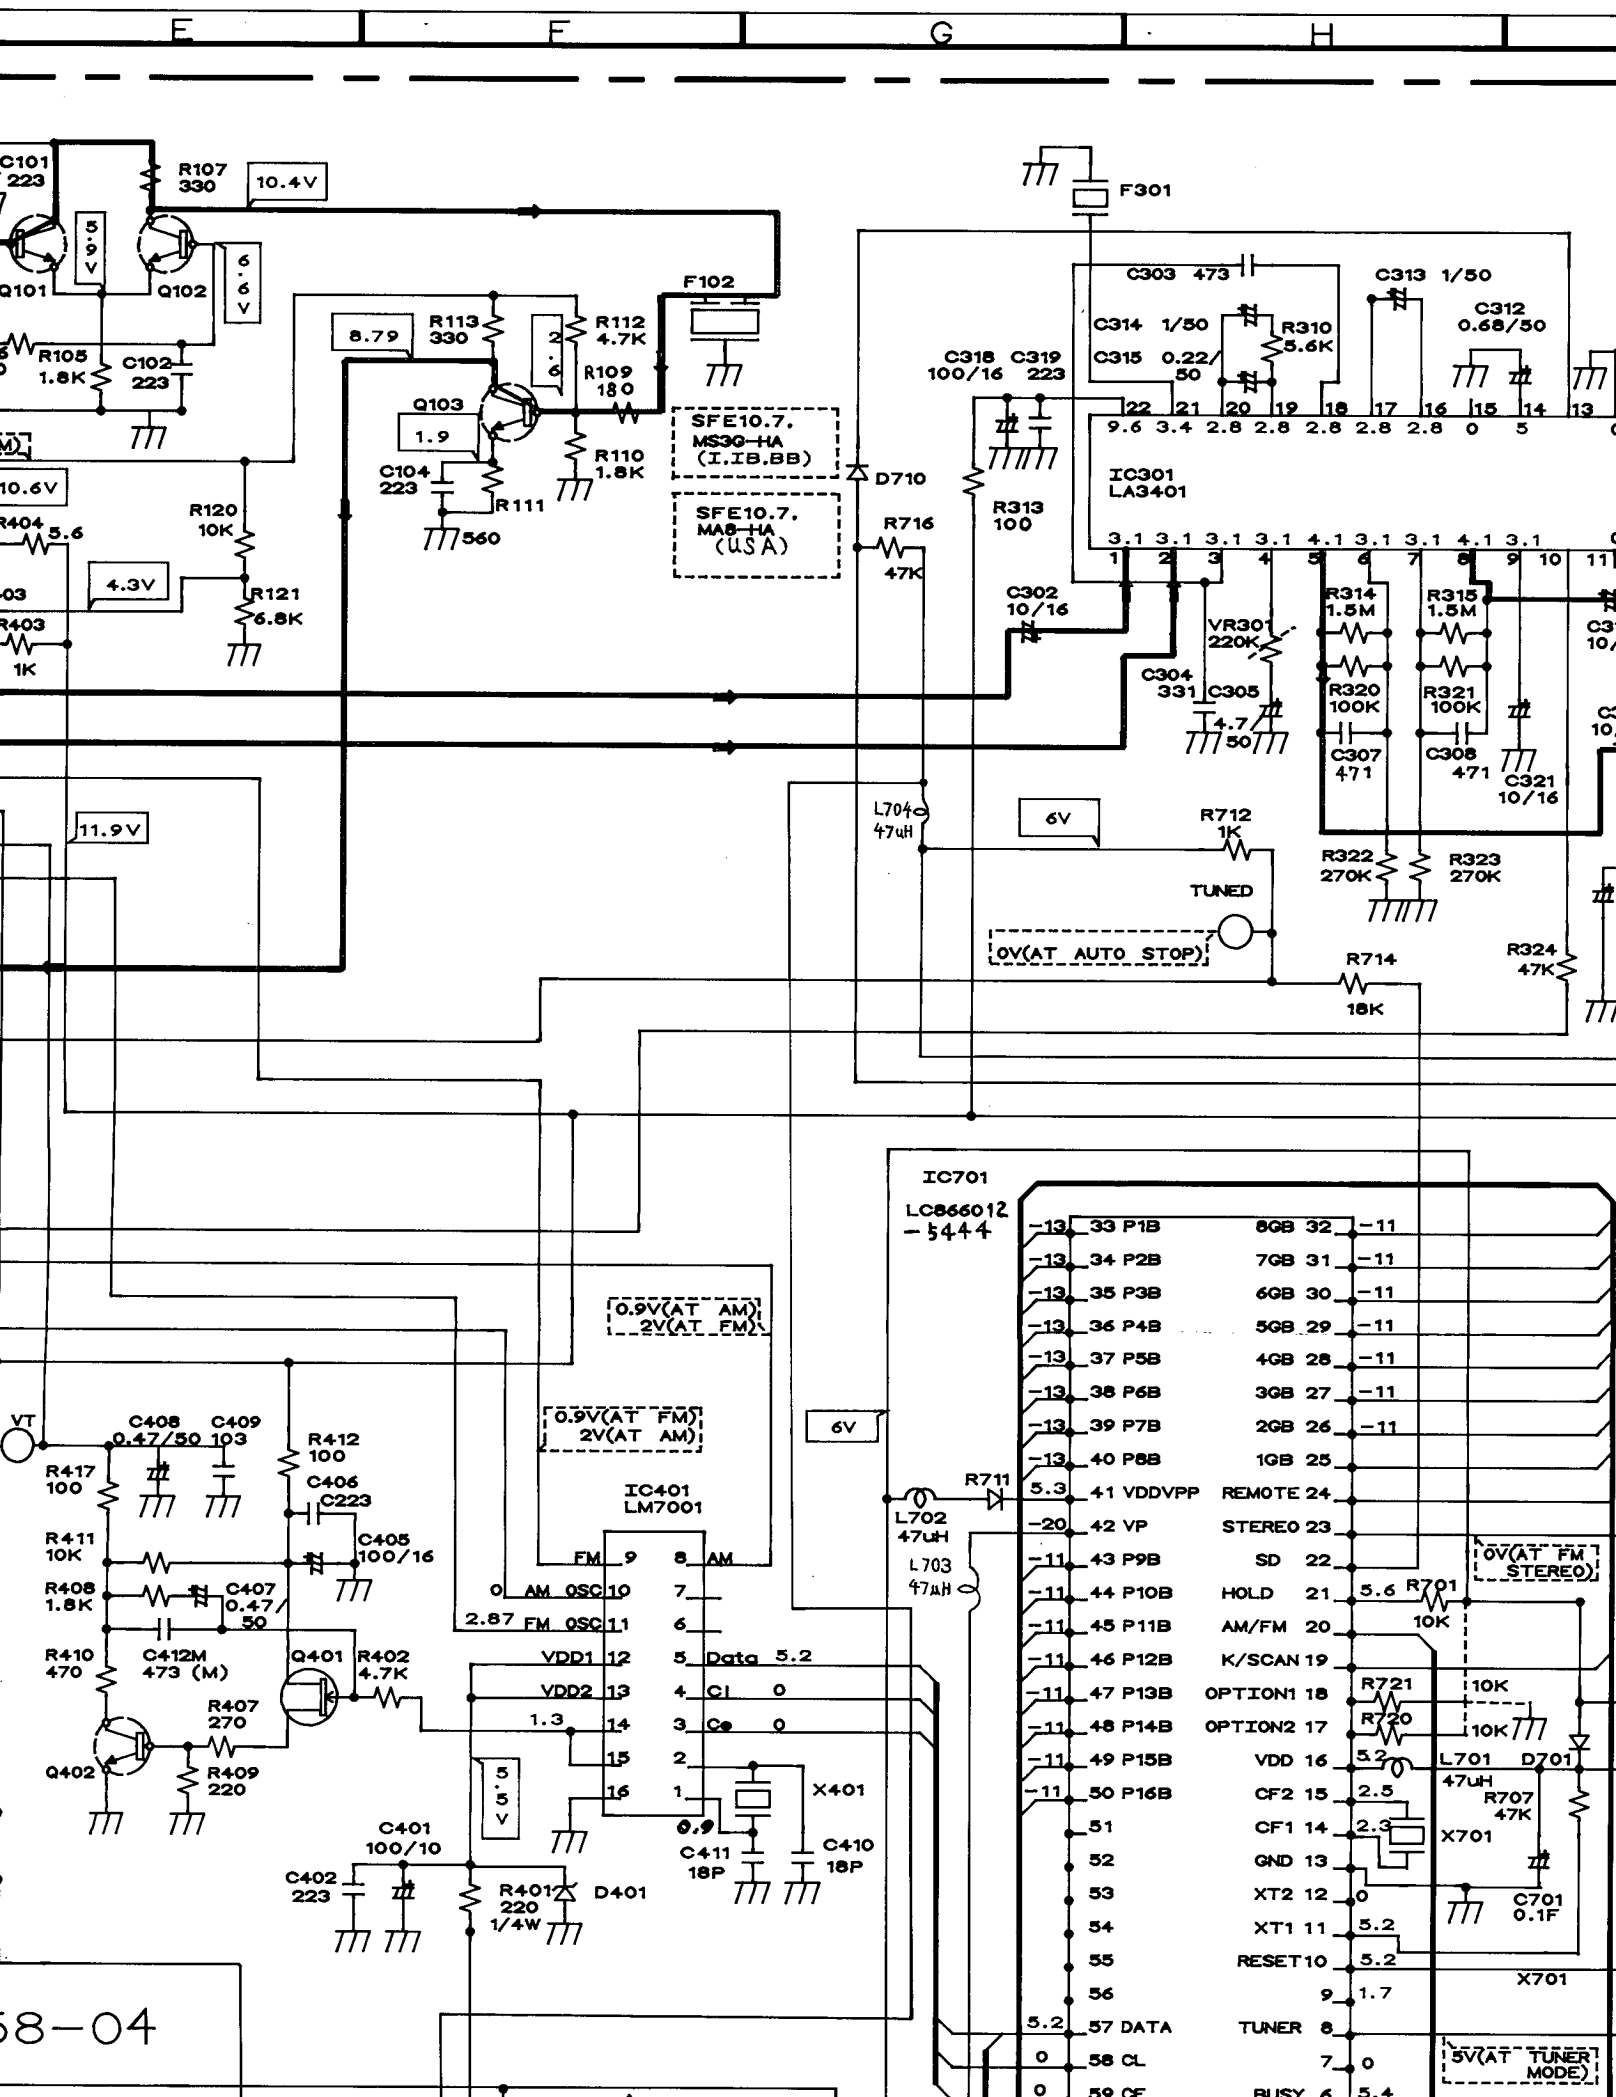 E F G H
C101
223
R107
330
10.4V
5.9V
6.6V
Q101
Q102
R105
1.8K
C102
223
F102
8.79
R113
330
2.6
R112
4.7K
R109
180
Q103
1.9
C104
223
R110
1.8K
R111
560
SFE10.7.
MS3G-HA
(I.IB.BB)
SFE10.7.
MA8-HA
(USA)
10.6V
R404
5.6
R120
10K
4.3V
R121
6.8K
R403
1K
11.9V
F301
C303 473
C313 1/50
C314 1/50
C315 0.22/
50
R310
5.6K
C312
0.68/50
C318
100/16
C319
223
22 21 20 19 18 17 16 15 14 13
9.6 3.4 2.8 2.8 2.8 2.8 2.8 0 5
IC301
LA3401
3.1 3.1 3.1 3.1 4.1 3.1 3.1 4.1 3.1
1 2 3 4 5 6 7 8 9 10 11
D710
R716
47K
R313
100
C302
10/16
VR301
220K
C304
331
C305
4.7/
50
R314
1.5M
R315
1.5M
R320
100K
R321
100K
C307
471
C308
471
C321
10/16
L704
47uH
6V
R712
1K
TUNED
0V(AT AUTO STOP)
R322
270K
R323
270K
R714
18K
R324
47K
IC701
LC866012
-5444
-13 33 P1B 8GB 32 -11
-13 34 P2B 7GB 31 -11
-13 35 P3B 6GB 30 -11
-13 36 P4B 5GB 29 -11
-13 37 P5B 4GB 28 -11
-13 38 P6B 3GB 27 -11
-13 39 P7B 2GB 26 -11
-13 40 P8B 1GB 25
5.3 41 VDDVPP REMOTE 24
-20 42 VP STEREO 23
-11 43 P9B SD 22
-11 44 P10B HOLD 21 5.6
-11 45 P11B AM/FM 20
-11 46 P12B K/SCAN 19
-11 47 P13B OPTION1 18
-11 48 P14B OPTION2 17
-11 49 P15B VDD 16 5.2
-11 50 P16B CF2 15 2.5
51 CF1 14 2.3
52 GND 13
53 XT2 12 0
54 XT1 11 5.2
55 RESET 10 5.2
56 9 1.7
5.2 57 DATA TUNER 8
0 58 CL 7 0
0 59 CE BUSY 6 5.4
6V
R711
L702
47uH
L703
47uH
0V(AT FM
STEREO)
R701
10K
R721
10K
R720
10K
L701
47uH
D701
R707
47K
X701
C701
0.1F
X701
5V(AT TUNER
MODE)
0.9V(AT AM)
2V(AT FM)
0.9V(AT FM)
2V(AT AM)
IC401
LM7001
FM 9 8 AM
0 AM OSC 10 7
2.87 FM OSC 11 6
VDD1 12 5 Data 5.2
VDD2 13 4 Cl 0
1.3 14 3 Ce 0
15 2
16 1
0.9
X401
C411
18P
C410
18P
5.5V
VT
C408
0.47/50
C409
103
R417
100
R412
100
C406
C223
R411
10K
C405
100/16
R408
1.8K
C407
0.47/
50
R410
470
C412M
473 (M)
Q401
R402
4.7K
R407
270
Q402
R409
220
C401
100/10
C402
223
R401
220
1/4W
D401
58-04